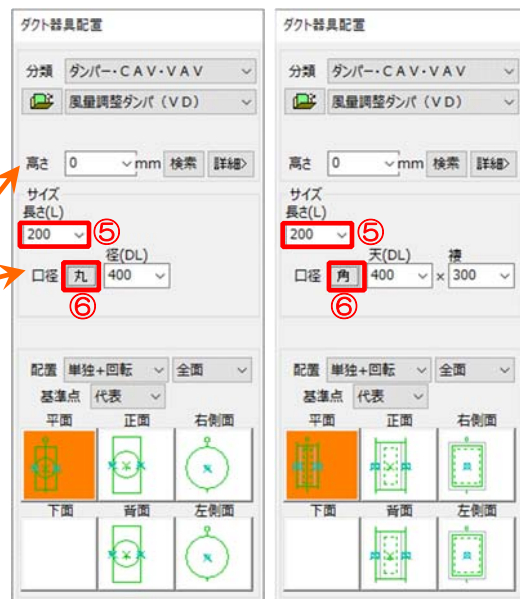 ダクト器具配置
分類 ダンパー・CAV・VAV
風量調整ダンパ（VD）
高さ 0 mm 検索 詳細>
サイズ
長さ(L)
200 ⑤
径(DL)
口径 丸 400
⑥
配置 単独+回転 全面
基準点 代表
平面 正面 右側面
下面 背面 左側面
ダクト器具配置
分類 ダンパー・CAV・VAV
風量調整ダンパ（VD）
高さ 0 mm 検索 詳細>
サイズ
長さ(L)
200 ⑤
天(DL) 褄
口径 角 400 × 300
⑥
配置 単独+回転 全面
基準点 代表
平面 正面 右側面
下面 背面 左側面